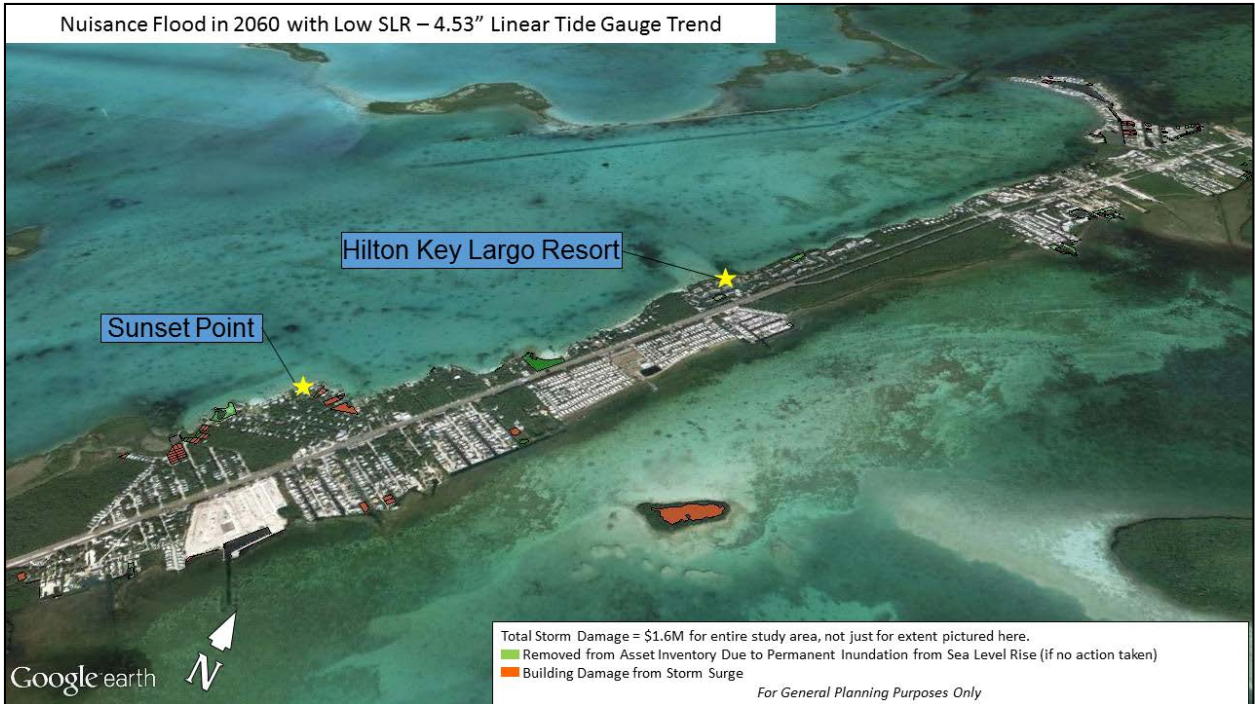 Nuisance Flood in 2060 with Low SLR – 4.53” Linear Tide Gauge Trend
Hilton Key Largo Resort
Sunset Point
N
Google earth
Total Storm Damage = $1.6M for entire study area, not just for extent pictured here.
Removed from Asset Inventory Due to Permanent Inundation from Sea Level Rise (if no action taken)
Building Damage from Storm Surge
For General Planning Purposes Only